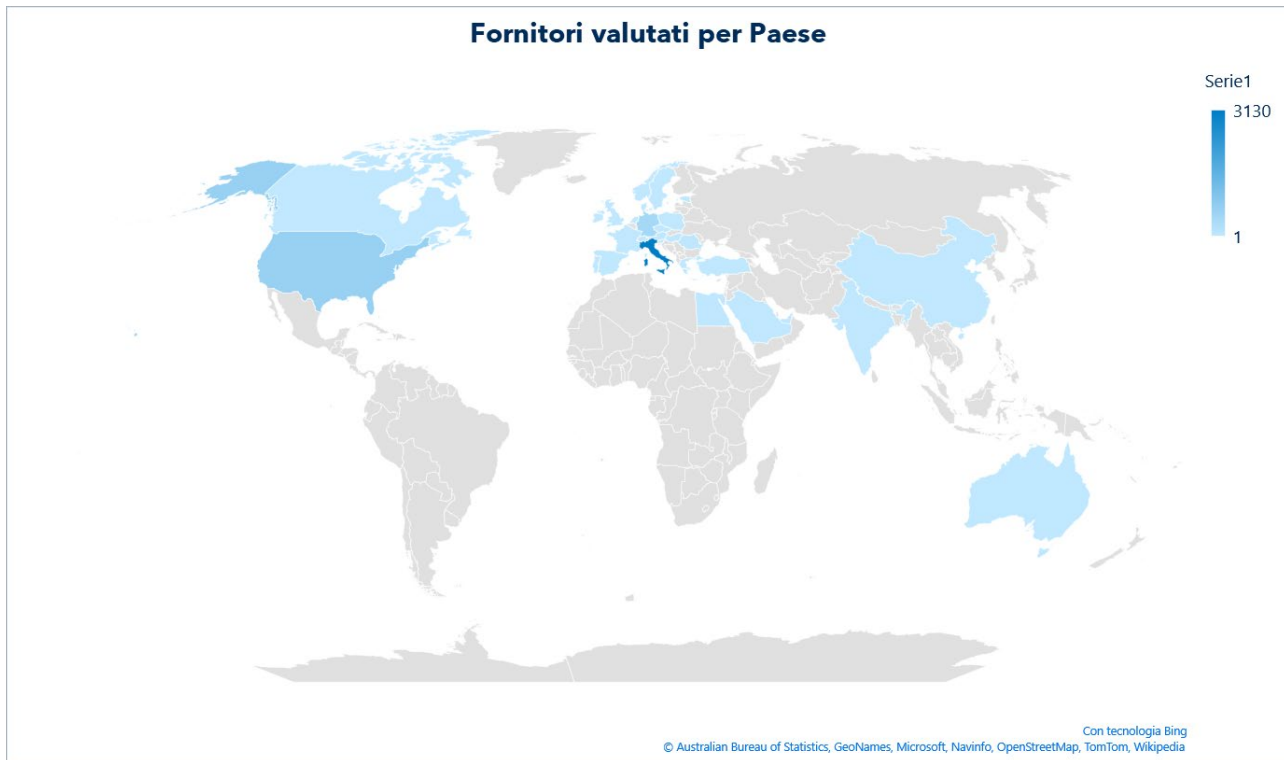 Fornitori valutati per Paese
Serie1
3130
1
Con tecnologia Bing
© Australian Bureau of Statistics, GeoNames, Microsoft, Navinfo, OpenStreetMap, TomTom, Wikipedia